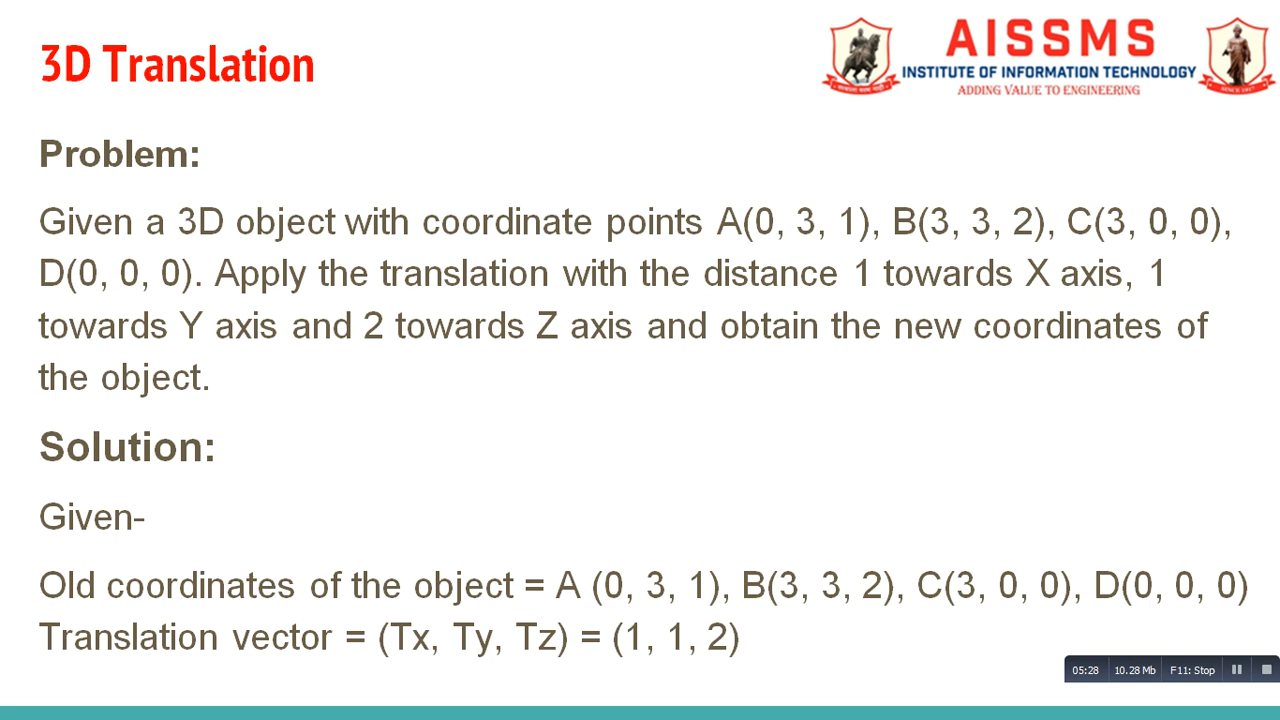 3D Translation
AISSMS
INSTITUTE OF INFORMATION TECHNOLOGY
ADDING VALUE TO ENGINEERING
Problem:
Given a 3D object with coordinate points A(0, 3, 1), B(3, 3, 2), C(3, 0, 0),
D(0, 0, 0). Apply the translation with the distance 1 towards X axis, 1
towards Y axis and 2 towards Z axis and obtain the new coordinates of
the object.
Solution:
Given-
Old coordinates of the object = A (0, 3, 1), B(3, 3, 2), C(3, 0, 0), D(0, 0, 0)
Translation vector = (Tx, Ty, Tz) = (1, 1, 2)
05:28 10.28 Mb F11: Stop